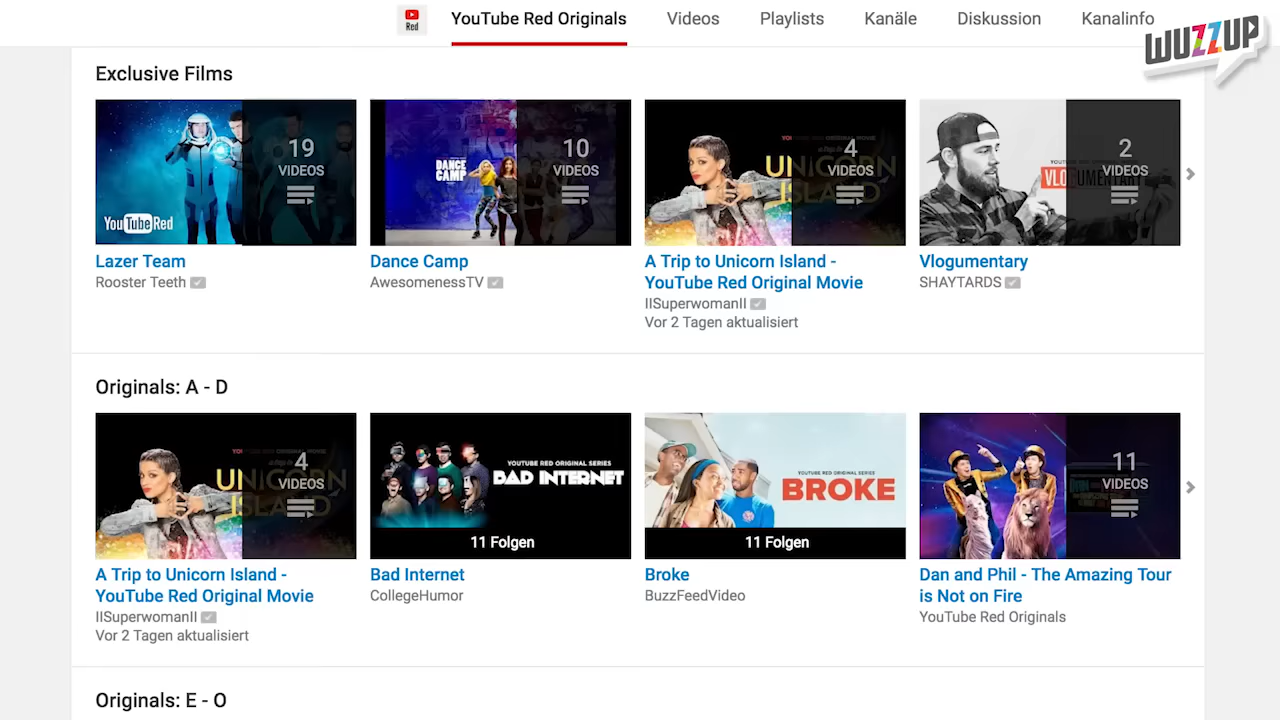 Red
YouTube Red Originals
Videos
Playlists
Kanäle
Diskussion
Kanalinfo
WUZZUP
Exclusive Films
19
VIDEOS
YouTube Red
DANCE
CAMP
10
VIDEOS
UNICORN
ISLAND
4
VIDEOS
2
VIDEOS
Lazer Team
Rooster Teeth
Dance Camp
AwesomenessTV
A Trip to Unicorn Island -
YouTube Red Original Movie
IISuperwomanII
Vor 2 Tagen aktualisiert
Vlogumentary
SHAYTARDS
Originals: A - D
UNICORN
ISLAND
4
VIDEOS
YOUTUBE RED ORIGINAL SERIES
BAD INTERNET
11 Folgen
YOUTUBE RED ORIGINAL SERIES
BROKE
11 Folgen
11
VIDEOS
A Trip to Unicorn Island -
YouTube Red Original Movie
IISuperwomanII
Vor 2 Tagen aktualisiert
Bad Internet
CollegeHumor
Broke
BuzzFeedVideo
Dan and Phil - The Amazing Tour
is Not on Fire
YouTube Red Originals
Originals: E - O